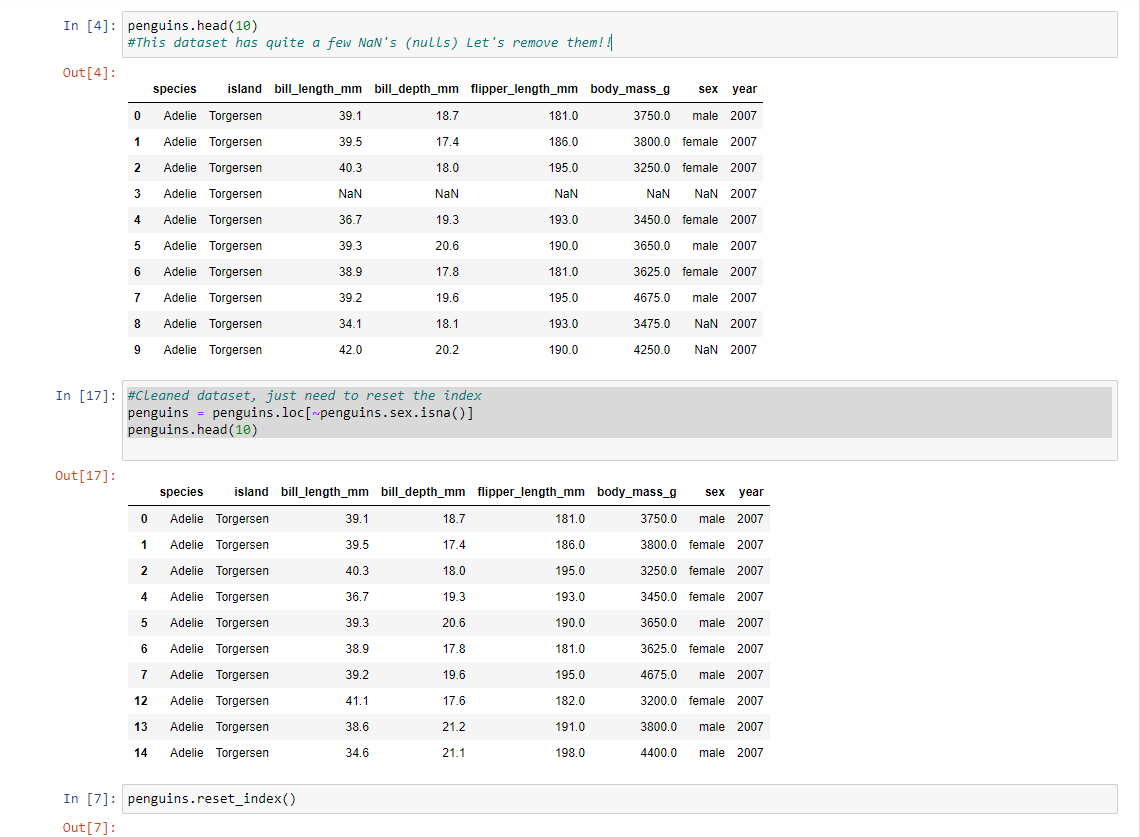 In [4]: penguins.head(10)
#This dataset has quite a few NaN's (nulls) Let's remove them!!
Out[4]:
species island bill_length_mm bill_depth_mm flipper_length_mm body_mass_g sex year
0 Adelie Torgersen 39.1 18.7 181.0 3750.0 male 2007
1 Adelie Torgersen 39.5 17.4 186.0 3800.0 female 2007
2 Adelie Torgersen 40.3 18.0 195.0 3250.0 female 2007
3 Adelie Torgersen NaN NaN NaN NaN NaN 2007
4 Adelie Torgersen 36.7 19.3 193.0 3450.0 female 2007
5 Adelie Torgersen 39.3 20.6 190.0 3650.0 male 2007
6 Adelie Torgersen 38.9 17.8 181.0 3625.0 female 2007
7 Adelie Torgersen 39.2 19.6 195.0 4675.0 male 2007
8 Adelie Torgersen 34.1 18.1 193.0 3475.0 NaN 2007
9 Adelie Torgersen 42.0 20.2 190.0 4250.0 NaN 2007
In [17]: #Cleaned dataset, just need to reset the index
penguins = penguins.loc[~penguins.sex.isna()]
penguins.head(10)
Out[17]:
species island bill_length_mm bill_depth_mm flipper_length_mm body_mass_g sex year
0 Adelie Torgersen 39.1 18.7 181.0 3750.0 male 2007
1 Adelie Torgersen 39.5 17.4 186.0 3800.0 female 2007
2 Adelie Torgersen 40.3 18.0 195.0 3250.0 female 2007
4 Adelie Torgersen 36.7 19.3 193.0 3450.0 female 2007
5 Adelie Torgersen 39.3 20.6 190.0 3650.0 male 2007
6 Adelie Torgersen 38.9 17.8 181.0 3625.0 female 2007
7 Adelie Torgersen 39.2 19.6 195.0 4675.0 male 2007
12 Adelie Torgersen 41.1 17.6 182.0 3200.0 female 2007
13 Adelie Torgersen 38.6 21.2 191.0 3800.0 male 2007
14 Adelie Torgersen 34.6 21.1 198.0 4400.0 male 2007
In [7]: penguins.reset_index()
Out[7]: